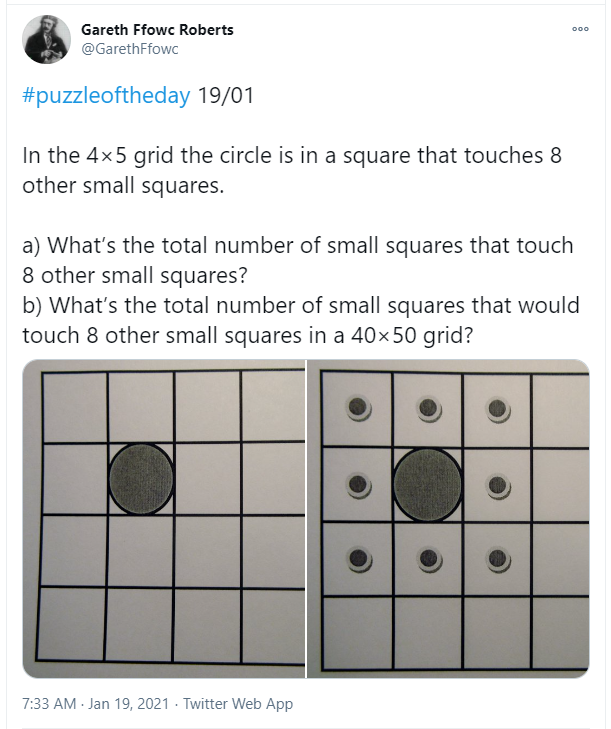 Gareth Ffowc Roberts
@GarethFfowc
#puzzleoftheday 19/01
In the 4×5 grid the circle is in a square that touches 8
other small squares.
a) What's the total number of small squares that touch
8 other small squares?
b) What's the total number of small squares that would
touch 8 other small squares in a 40×50 grid?
7:33 AM · Jan 19, 2021 · Twitter Web App